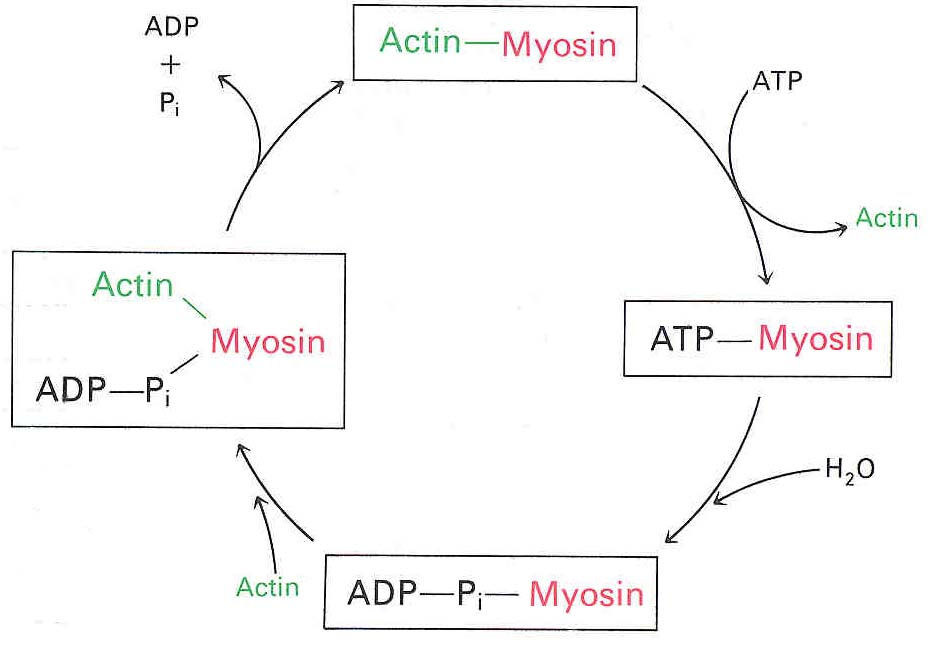 ADP
+
Pi
Actin—Myosin
ATP
Actin
Actin
Myosin
ADP—Pi
ATP—Myosin
H2O
Actin
ADP—Pi—Myosin